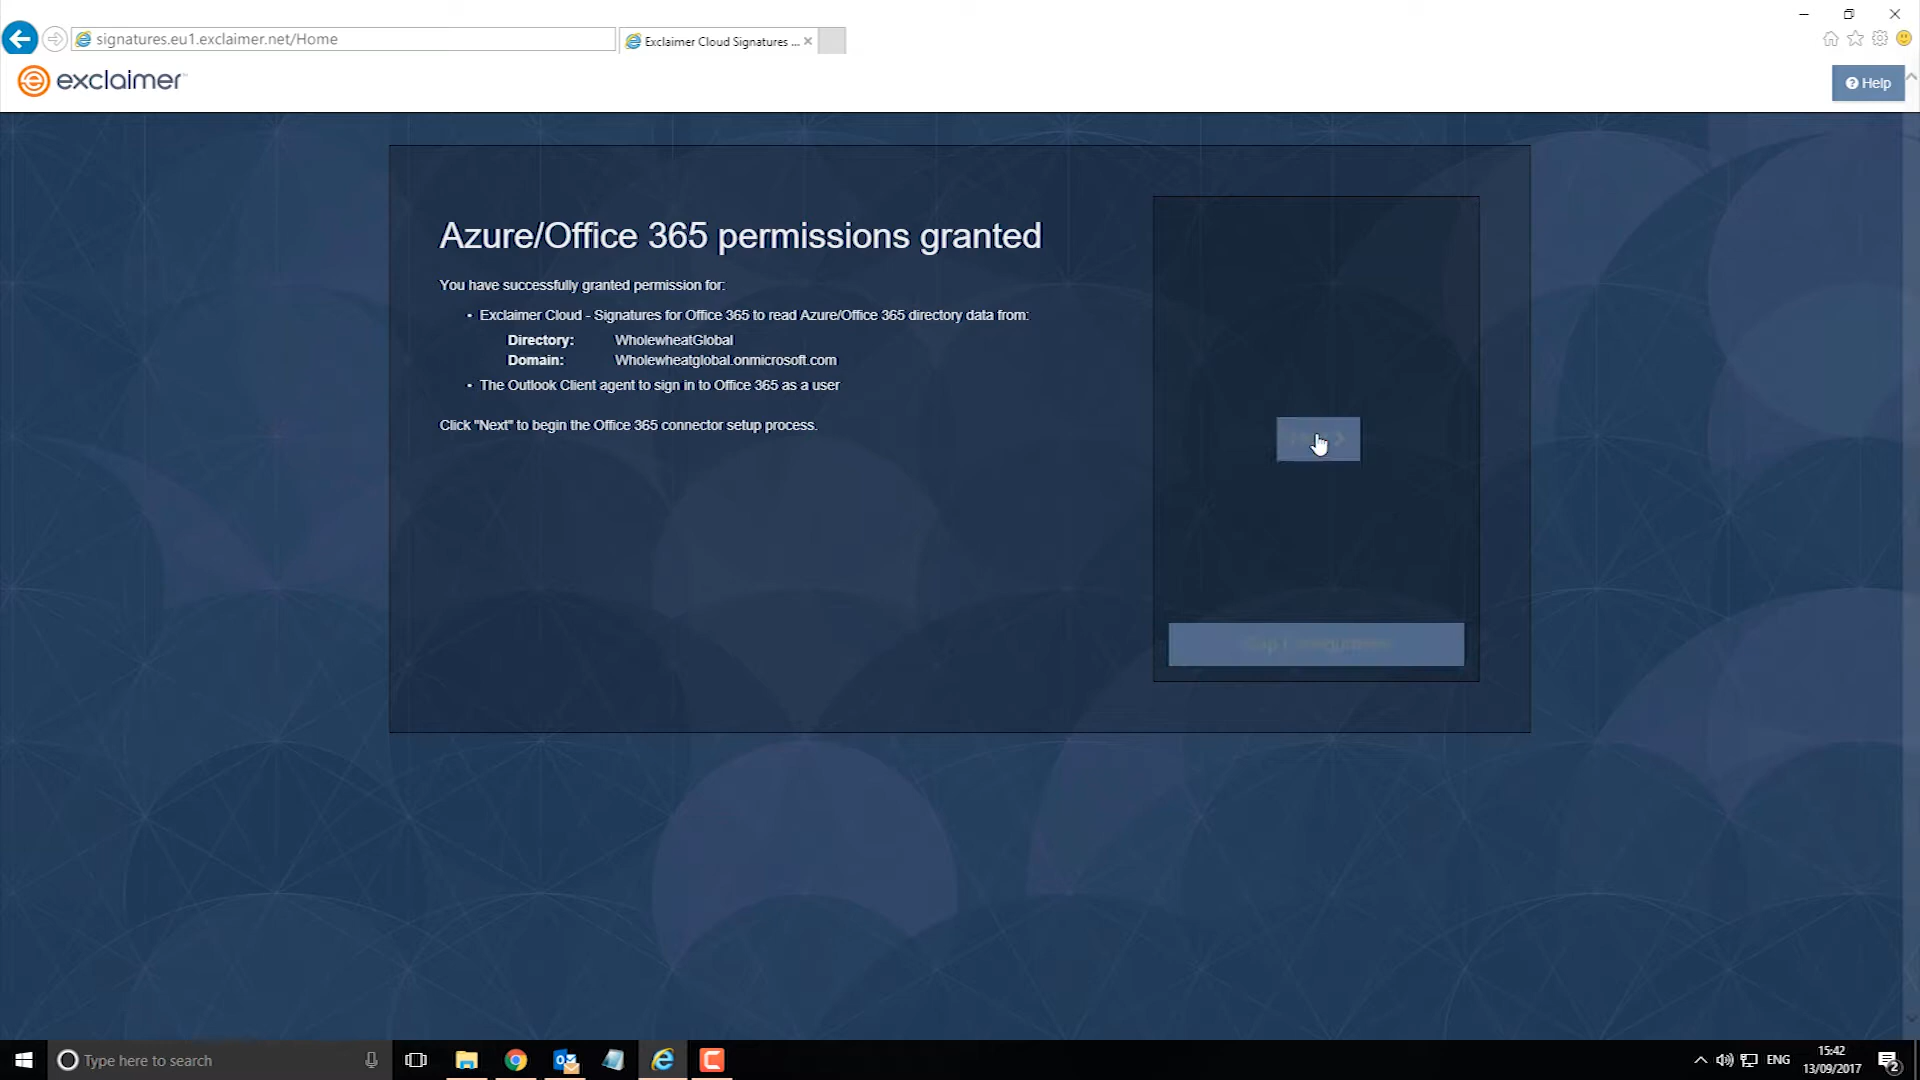 signatures.eu1.exclaimer.net/Home
Exclaimer Cloud Signatures ...
exclaimer
Help
Azure/Office 365 permissions granted
You have successfully granted permission for:
• Exclaimer Cloud - Signatures for Office 365 to read Azure/Office 365 directory data from:
Directory: WholewheatGlobal
Domain: Wholewheatglobal.onmicrosoft.com
• The Outlook Client agent to sign in to Office 365 as a user
Click "Next" to begin the Office 365 connector setup process.
Type here to search
ENG
15:42
13/09/2017
2